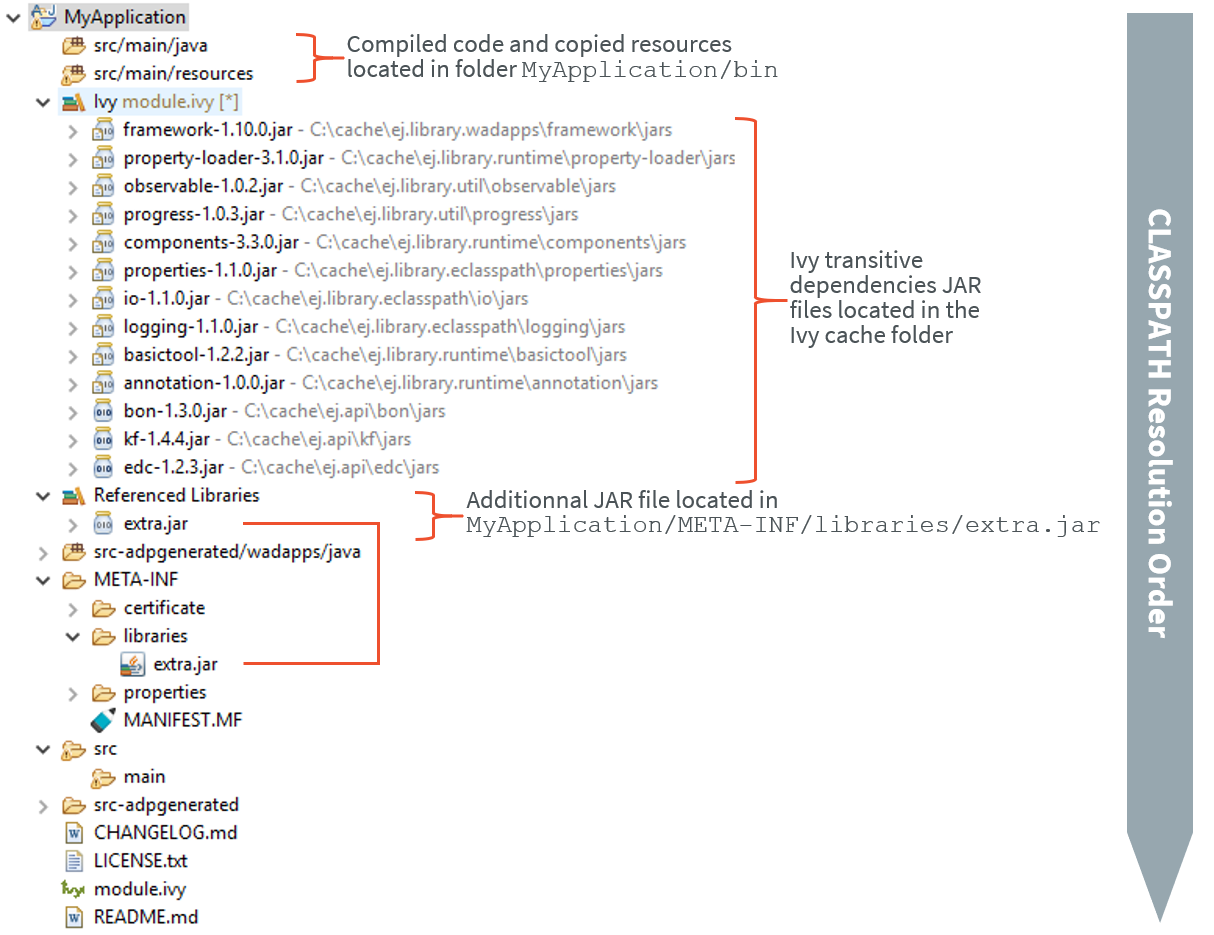 MyApplication
src/main/java
src/main/resources
Compiled code and copied resources
located in folder MyApplication/bin
Ivy module.ivy [*]
framework-1.10.0.jar - C:\cache\ej.library.wadapps\framework\jars
property-loader-3.1.0.jar - C:\cache\ej.library.runtime\property-loader\jars
observable-1.0.2.jar - C:\cache\ej.library.util\observable\jars
progress-1.0.3.jar - C:\cache\ej.library.util\progress\jars
components-3.3.0.jar - C:\cache\ej.library.runtime\components\jars
properties-1.1.0.jar - C:\cache\ej.library.eclasspath\properties\jars
io-1.1.0.jar - C:\cache\ej.library.eclasspath\io\jars
logging-1.1.0.jar - C:\cache\ej.library.eclasspath\logging\jars
basictool-1.2.2.jar - C:\cache\ej.library.runtime\basictool\jars
annotation-1.0.0.jar - C:\cache\ej.library.runtime\annotation\jars
bon-1.3.0.jar - C:\cache\ej.api\bon\jars
kf-1.4.4.jar - C:\cache\ej.api\kf\jars
edc-1.2.3.jar - C:\cache\ej.api\edc\jars
Ivy transitive
dependencies JAR
files located in the
Ivy cache folder
Referenced Libraries
extra.jar
Additionnal JAR file located in
MyApplication/META-INF/libraries/extra.jar
src-adpgenerated/wadapps/java
META-INF
certificate
libraries
extra.jar
properties
MANIFEST.MF
src
main
src-adpgenerated
CHANGELOG.md
LICENSE.txt
module.ivy
README.md
CLASSPATH Resolution Order